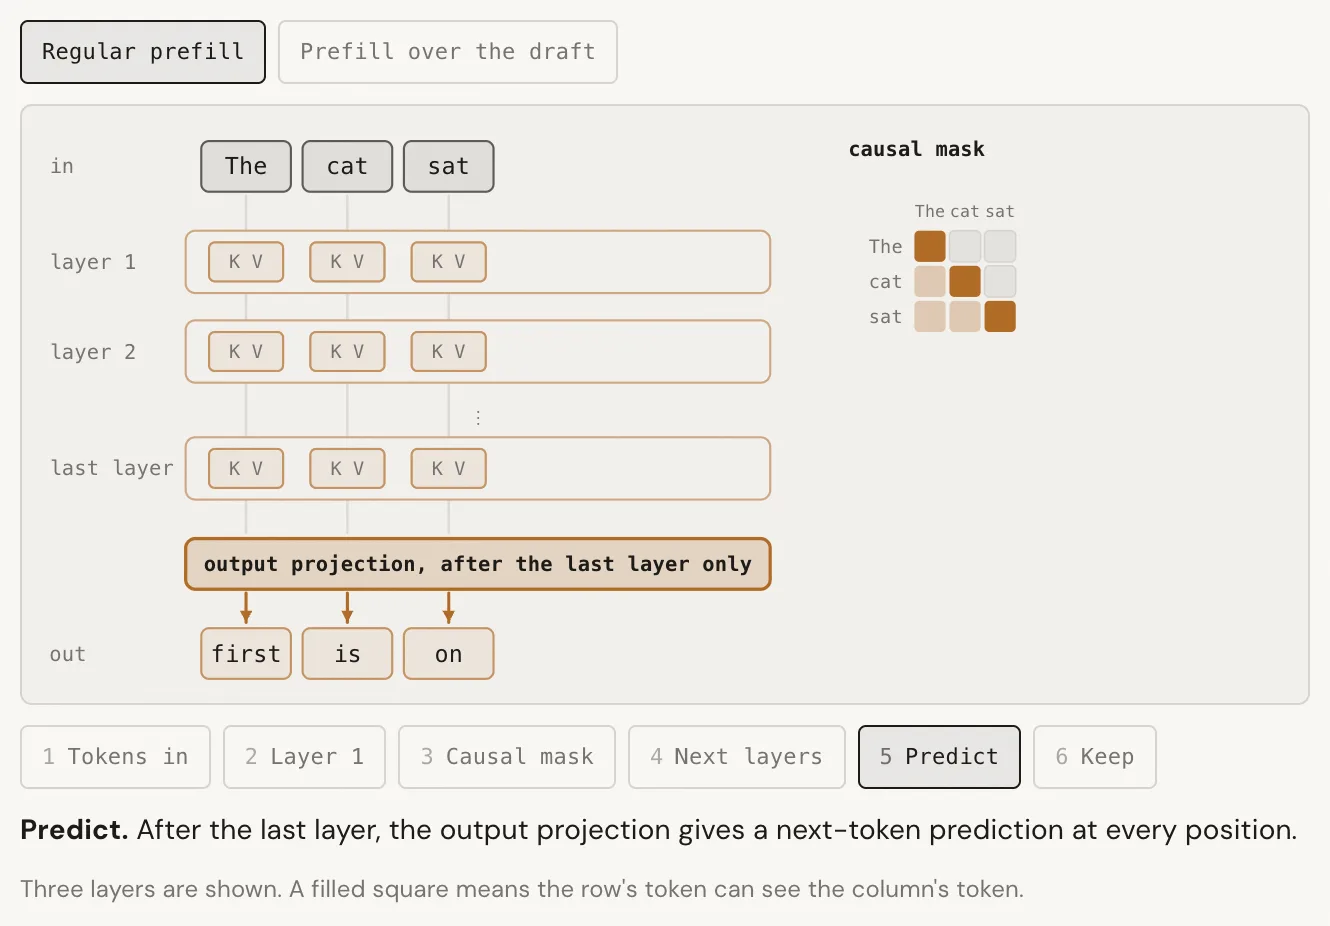 Regular prefill
Prefill over the draft
in
The cat sat
causal mask
The cat sat
The
cat
sat
layer 1
K V K V K V
layer 2
K V K V K V
⋮
last layer
K V K V K V
output projection, after the last layer only
out
first is on
1 Tokens in
2 Layer 1
3 Causal mask
4 Next layers
5 Predict
6 Keep
Predict. After the last layer, the output projection gives a next-token prediction at every position.
Three layers are shown. A filled square means the row's token can see the column's token.